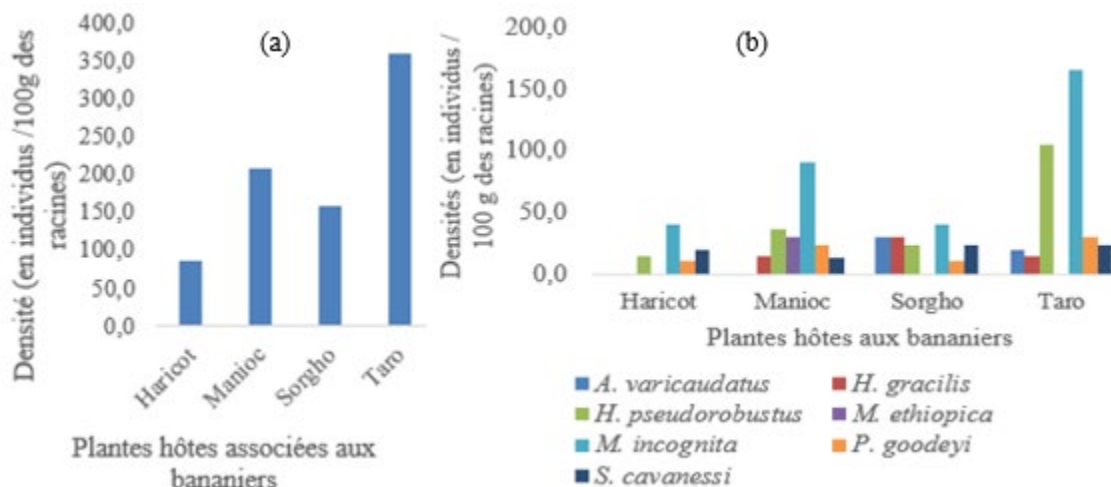 (a)
Densité (en individus /100g des
racines)
400,0
350,0
300,0
250,0
200,0
150,0
100,0
50,0
0,0
Haricot
Manioc
Sorgho
Taro
Plantes hôtes associées aux
bananiers
(b)
Densités (en individus /
100 g des racines)
200,0
150,0
100,0
50,0
0,0
Haricot
Manioc
Sorgho
Taro
Plantes hôtes aux bananiers
A. varicaudatus
H. gracilis
H. pseudorobustus
M. ethiopica
M. incognita
P. goodeyi
S. cavanessi